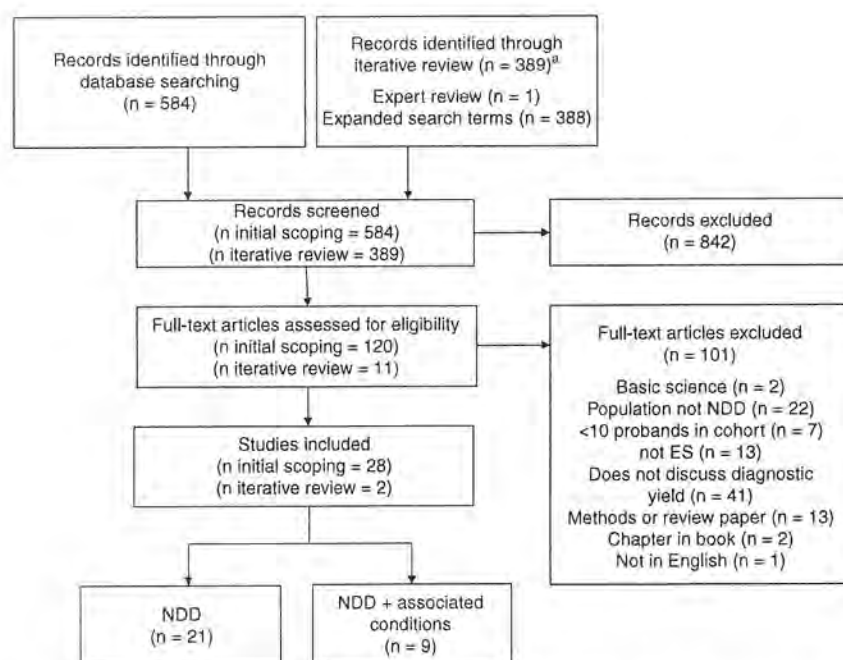 Records identified through
database searching
(n = 584)
Records identified through
iterative review (n = 389)a
Expert review (n = 1)
Expanded search terms (n = 388)
Records screened
(n initial scoping = 584)
(n iterative review = 389)
Records excluded
(n = 842)
Full-text articles assessed for eligibility
(n initial scoping = 120)
(n iterative review = 11)
Full-text articles excluded
(n = 101)
Basic science (n = 2)
Population not NDD (n = 22)
<10 probands in cohort (n = 7)
not ES (n = 13)
Does not discuss diagnostic
yield (n = 41)
Methods or review paper (n = 13)
Chapter in book (n = 2)
Not in English (n = 1)
Studies included
(n initial scoping = 28)
(n iterative review = 2)
NDD
(n = 21)
NDD + associated
conditions
(n = 9)